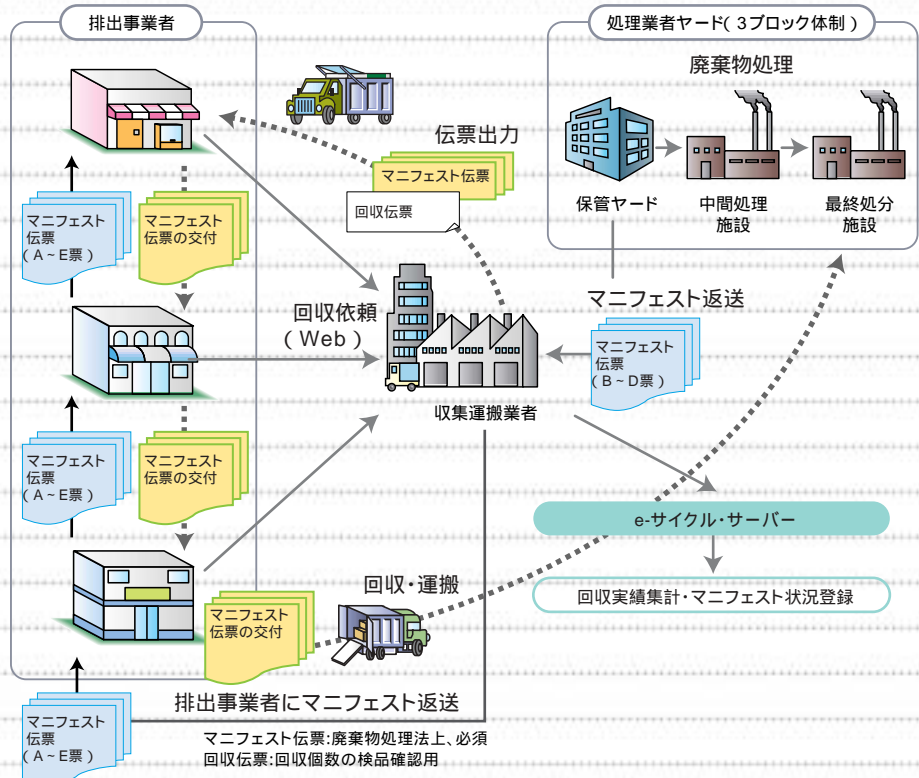 排出事業者
処理業者ヤード(3ブロック体制)
廃棄物処理
保管ヤード
中間処理
施設
最終処分
施設
伝票出力
マニフェスト伝票
回収伝票
マニフェスト
伝票
(A~E票)
マニフェスト
伝票の交付
回収依頼
(Web)
収集運搬業者
マニフェスト返送
マニフェスト
伝票
(B~D票)
マニフェスト
伝票
(A~E票)
マニフェスト
伝票の交付
e-サイクル・サーバー
回収実績集計・マニフェスト状況登録
回収・運搬
マニフェスト
伝票の交付
排出事業者にマニフェスト返送
マニフェスト
伝票
(A~E票)
マニフェスト伝票:廃棄物処理法上、必須
回収伝票:回収個数の検品確認用